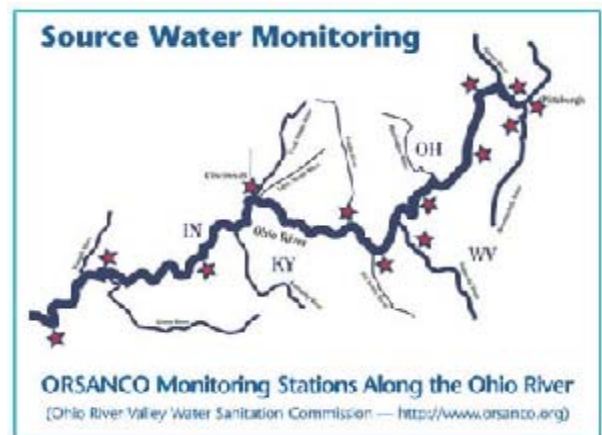 Source Water Monitoring
Pittsburgh
OH
Cincinnati
IN
Ohio River
KY
WV
ORSANCO Monitoring Stations Along the Ohio River
(Ohio River Valley Water Sanitation Commission — http://www.orsanco.org)